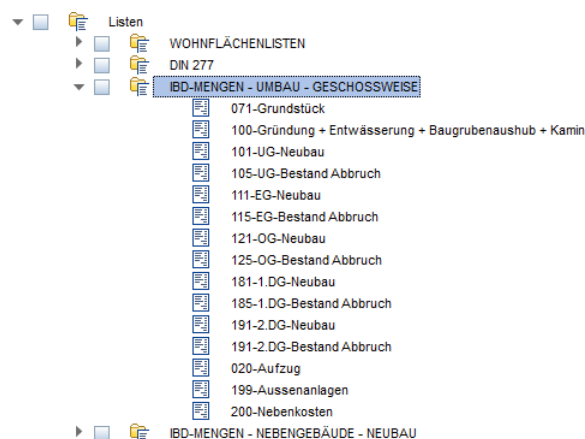 Listen
WOHNFLÄCHENLISTEN
DIN 277
IBD-MENGEN - UMBAU - GESCHOSSWEISE
071-Grundstück
100-Gründung + Entwässerung + Baugrubenaushub + Kamin
101-UG-Neubau
105-UG-Bestand Abbruch
111-EG-Neubau
115-EG-Bestand Abbruch
121-OG-Neubau
125-OG-Bestand Abbruch
181-1.DG-Neubau
185-1.DG-Bestand Abbruch
191-2.DG-Neubau
191-2.DG-Bestand Abbruch
020-Aufzug
199-Aussenanlagen
200-Nebenkosten
IBD-MENGEN - NEBENGEBÄUDE - NEUBAU